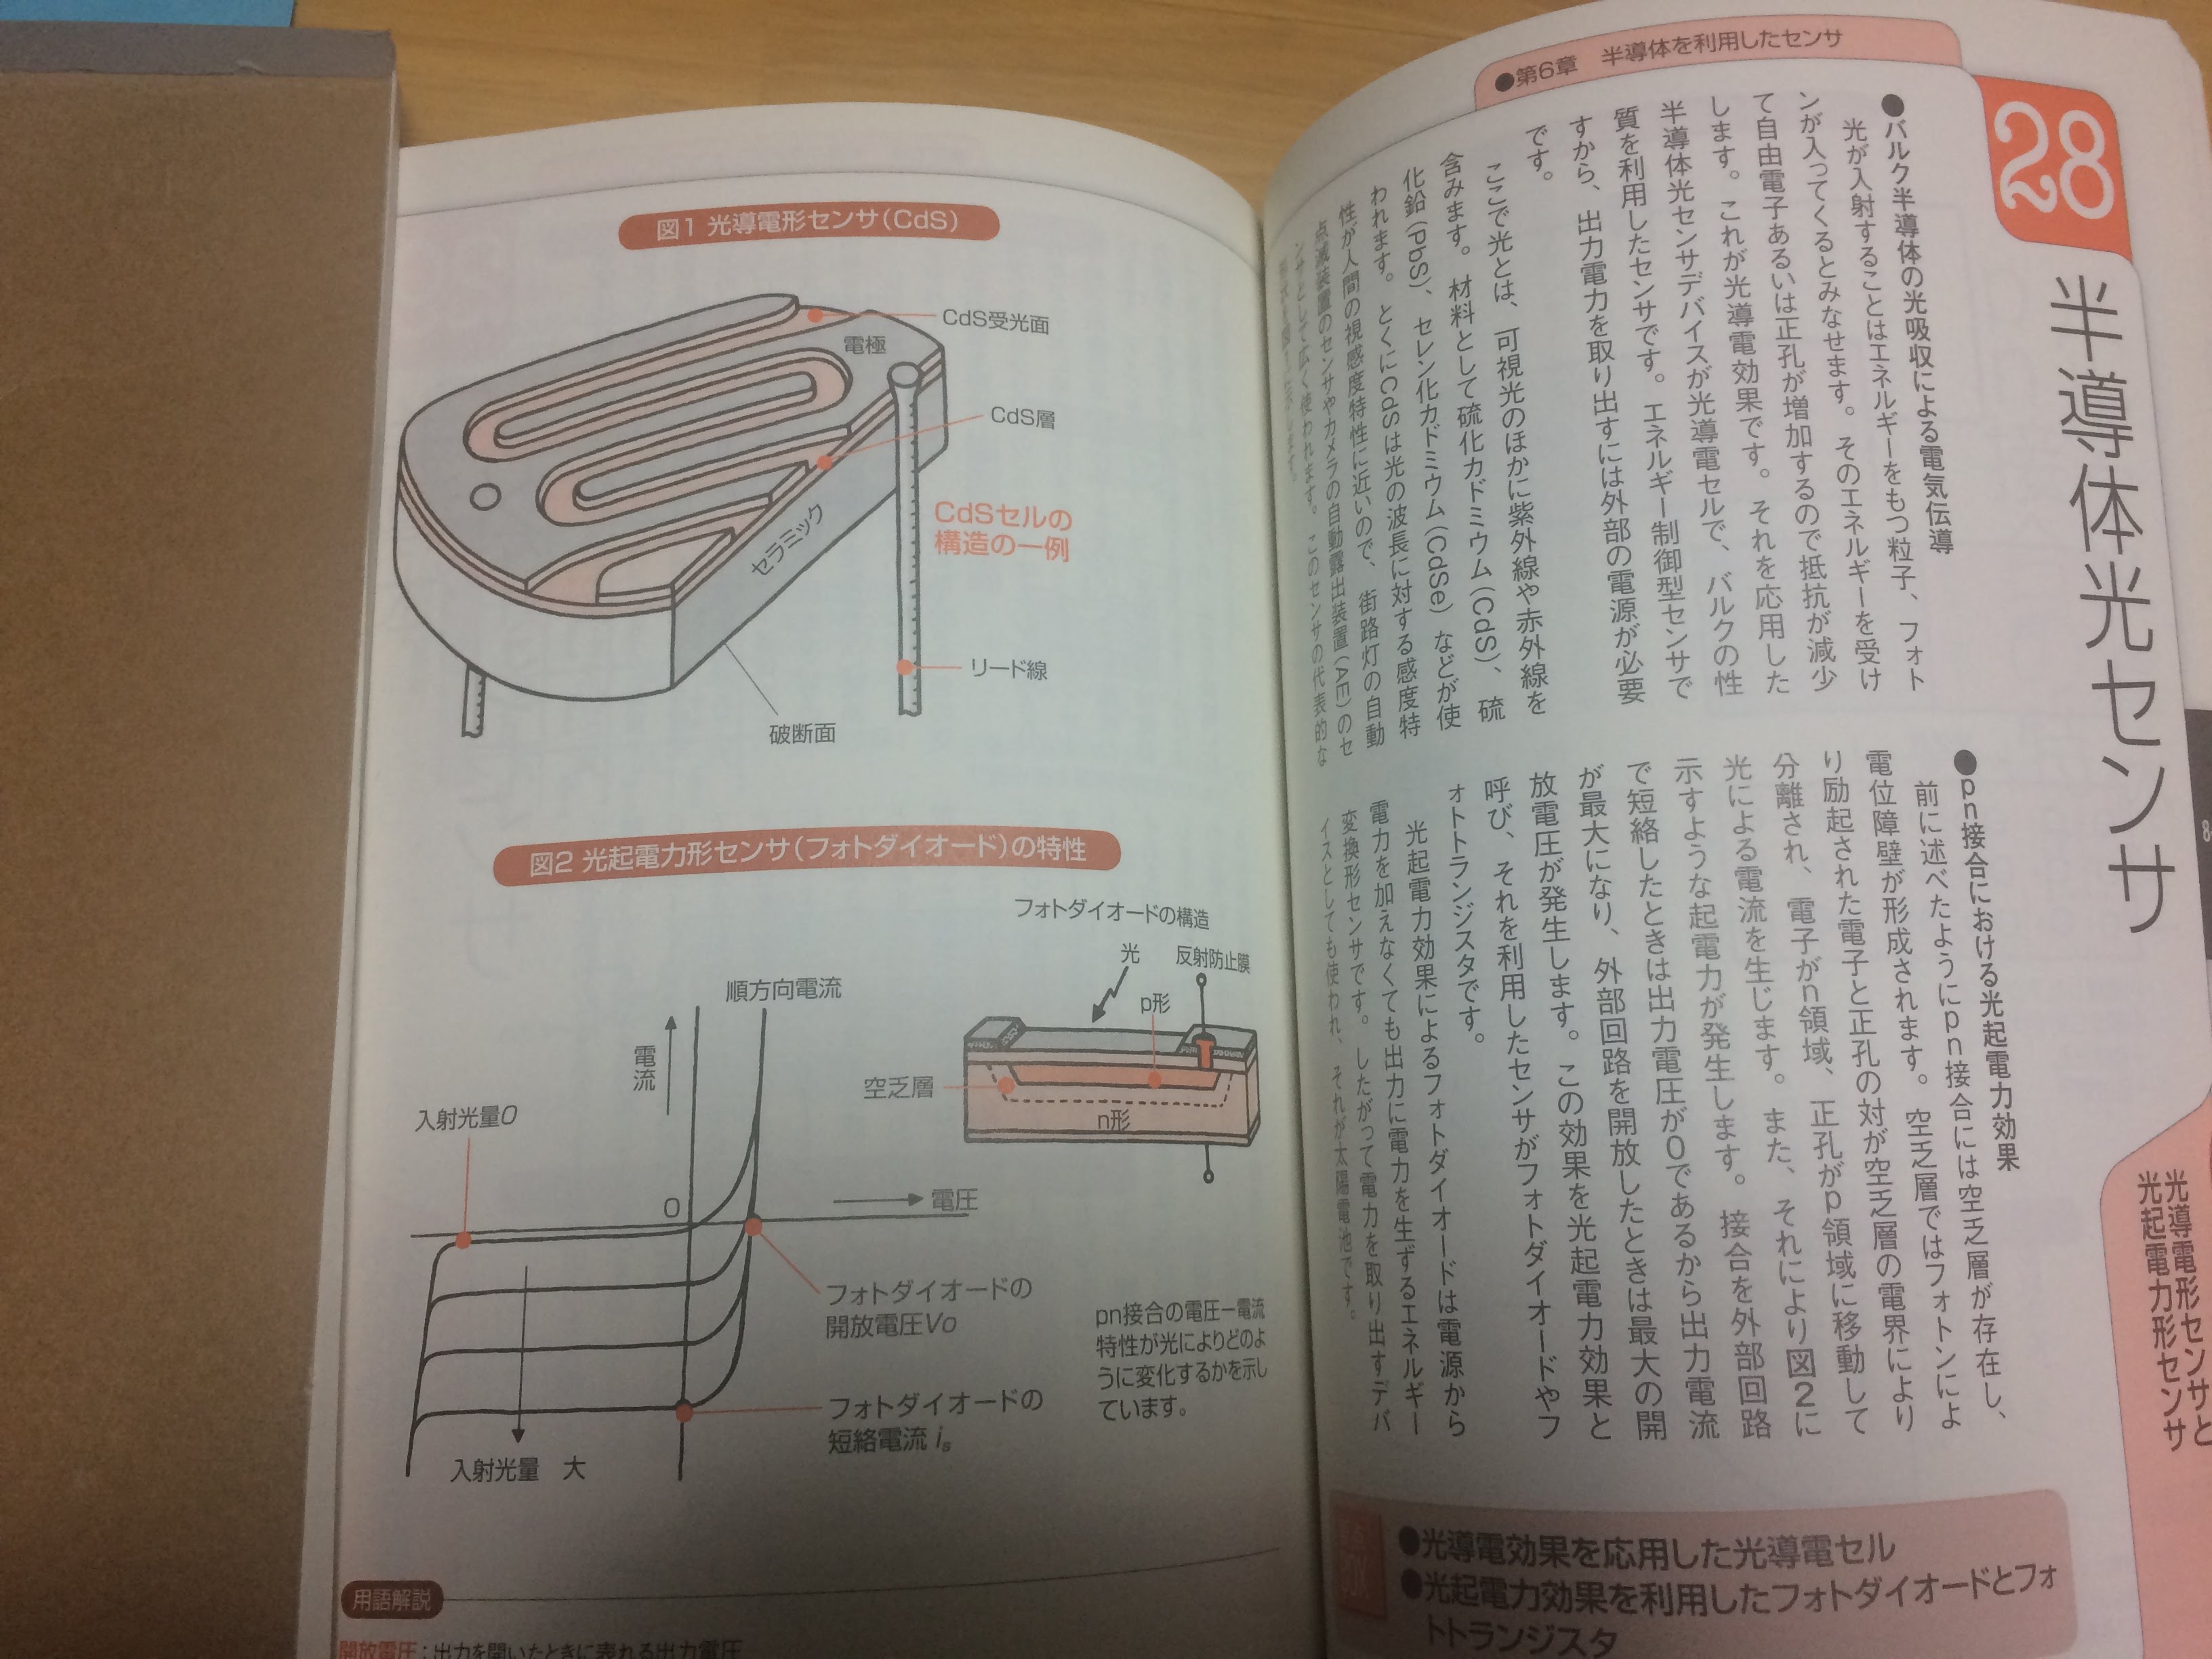 ●第6章 半導体を利用したセンサ
28
半導体光センサ
光導電形センサと
光起電力形センサ
●バルク半導体の光吸収による電気伝導
光が入射することはエネルギーをもつ粒子、フォト
ンが入ってくるとみなせます。そのエネルギーを受け
て自由電子あるいは正孔が増加するので抵抗が減少
します。これが光導電効果です。それを応用した
半導体光センサデバイスが光導電セルで、バルクの性
質を利用したセンサです。エネルギー制御型センサで
すから、出力電力を取り出すには外部の電源が必要
です。
ここで光とは、可視光のほかに紫外線や赤外線を
含みます。材料として硫化カドミウム(CdS)、硫
化鉛(PbS)、セレン化カドミウム(CdSe)などが使
われます。とくにCdSは光の波長に対する感度特
性が人間の視感度特性に近いので、街路灯の自動
点滅装置のセンサやカメラの自動露出装置(AE)のセ
ンサとして広く使われます。このセンサの代表的な
●pn接合における光起電力効果
前に述べたようにpn接合には空乏層が存在し、
電位障壁が形成されます。空乏層ではフォトンによ
り励起された電子と正孔の対が空乏層の電界により
分離され、電子がn領域、正孔がp領域に移動して
光による電流を生じます。また、それにより図2に
示すような起電力が発生します。接合を外部回路
で短絡したときは出力電圧が0であるから出力電流
が最大になり、外部回路を開放したときは最大の開
放電圧が発生します。この効果を光起電力効果と
呼び、それを利用したセンサがフォトダイオードやフ
ォトトランジスタです。
光起電力効果によるフォトダイオードは電源から
電力を加えなくても出力に電力を生ずるエネルギー
変換形センサです。したがって電力を取り出すデバ
イスとしても使われ、それが太陽電池です。
●光導電効果を応用した光導電セル
●光起電力効果を利用したフォトダイオードとフォ
トトランジスタ
図1 光導電形センサ(CdS)
CdS受光面
電極
CdS層
CdSセルの
構造の一例
セラミック
リード線
破断面
図2 光起電力形センサ(フォトダイオード)の特性
フォトダイオードの構造
光
反射防止膜
p形
空乏層
n形
順方向電流
電流
入射光量0
0
電圧
フォトダイオードの
開放電圧Vo
フォトダイオードの
短絡電流 is
入射光量 大
pn接合の電圧ー電流
特性が光によりどのよ
うに変化するかを示し
ています。
用語解説
開放電圧:出力を開いたときに表れる出力電圧